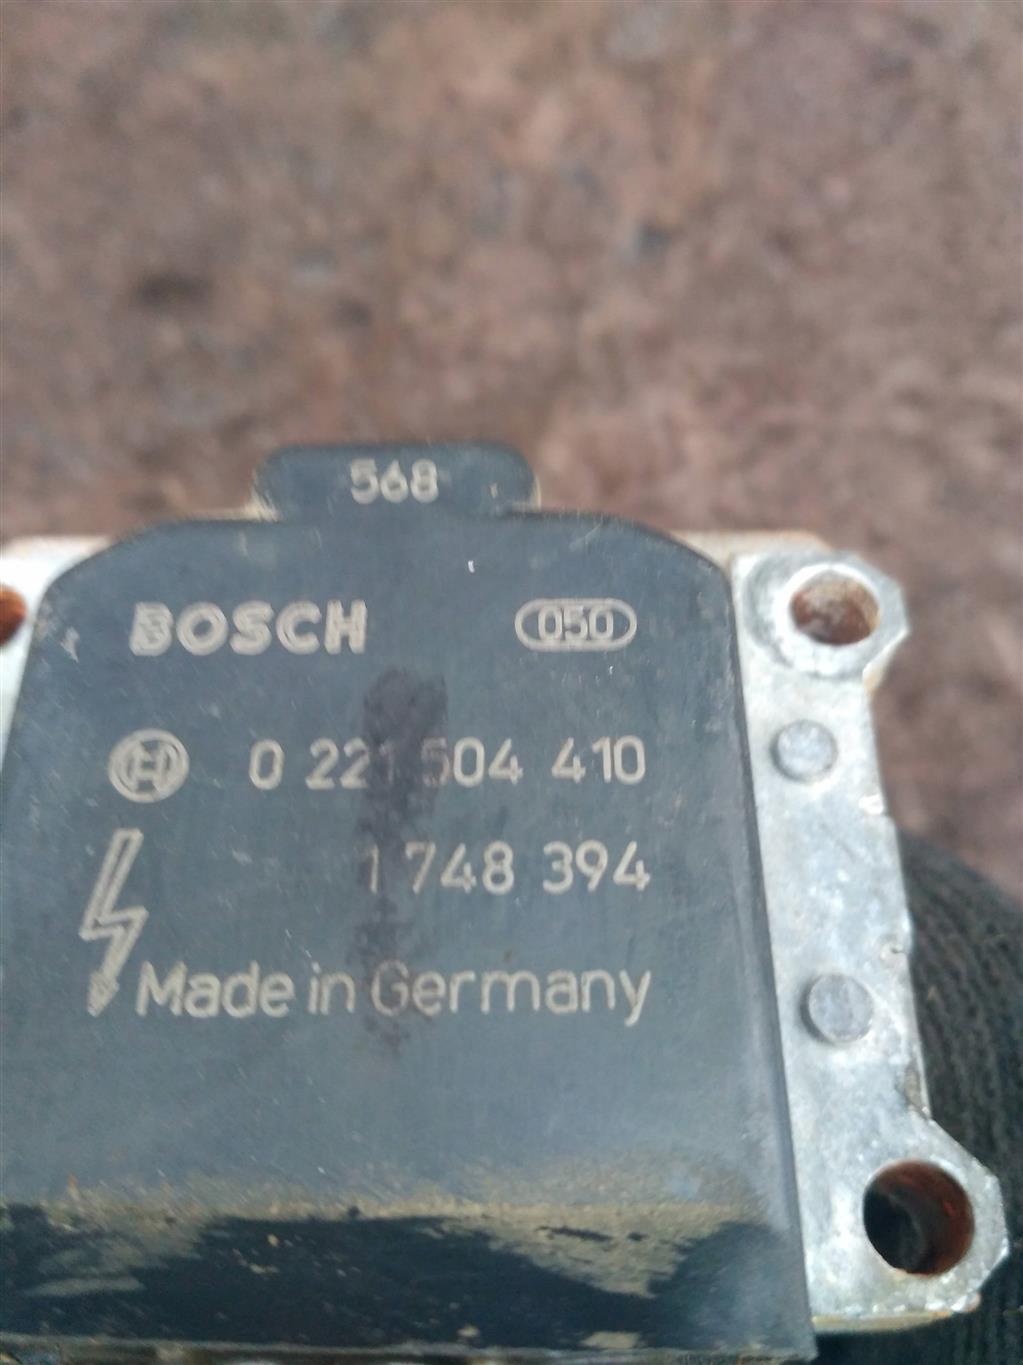 568
BOSCH 050
H 0 221 504 410
1 748 394
Made in Germany